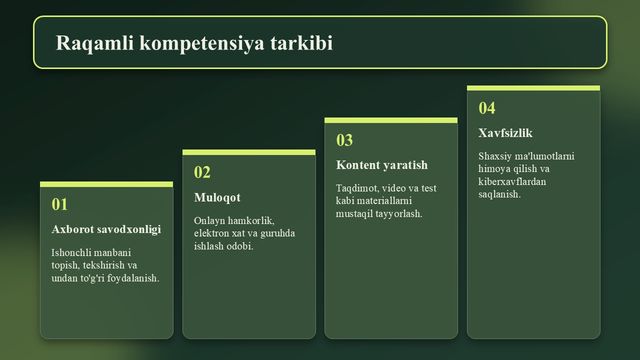 Raqamli kompetensiya tarkibi
01
Axborot savodxonligi
Ishonchli manbani
topish, tekshirish va
undan to'g'ri foydalanish.
02
Muloqot
Onlayn hamkorlik,
elektron xat va guruhda
ishlash odobi.
03
Kontent yaratish
Taqdimot, video va test
kabi materiallarni
mustaqil tayyorlash.
04
Xavfsizlik
Shaxsiy ma'lumotlarni
himoya qilish va
kiberxavflardan
saqlanish.